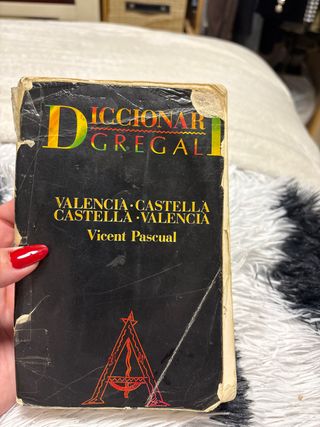 DICCIONARI
GREGAL
VALENCIÀ·CASTELLÀ
CASTELLÀ·VALENCIÀ
Vicent Pascual